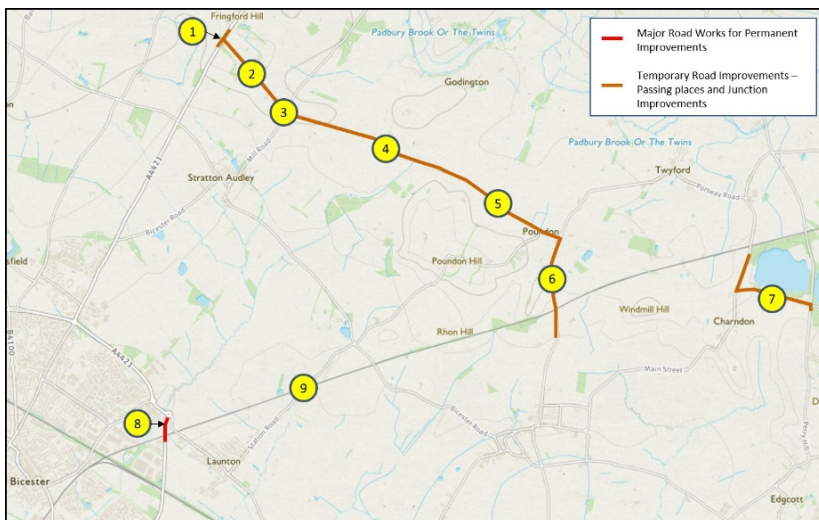 Fringford Hill
1
Padbury Brook Or The Twins
Major Road Works for Permanent
Improvements
2
Godington
Temporary Road Improvements –
Passing places and Junction
Improvements
3
Mill Road
4
Padbury Brook Or The Twins
A4421
Stratton Audley
Twyford
Portway Road
5
Bicester Road
Poundon
sfield
Poundon Hill
6
7
Windmill Hill
Charndon
B4100
A4421
Rhon Hill
Main Street
9
8
Station Road
Bicester Road
Perry Hill
D
Launton
Bicester
Edgcott